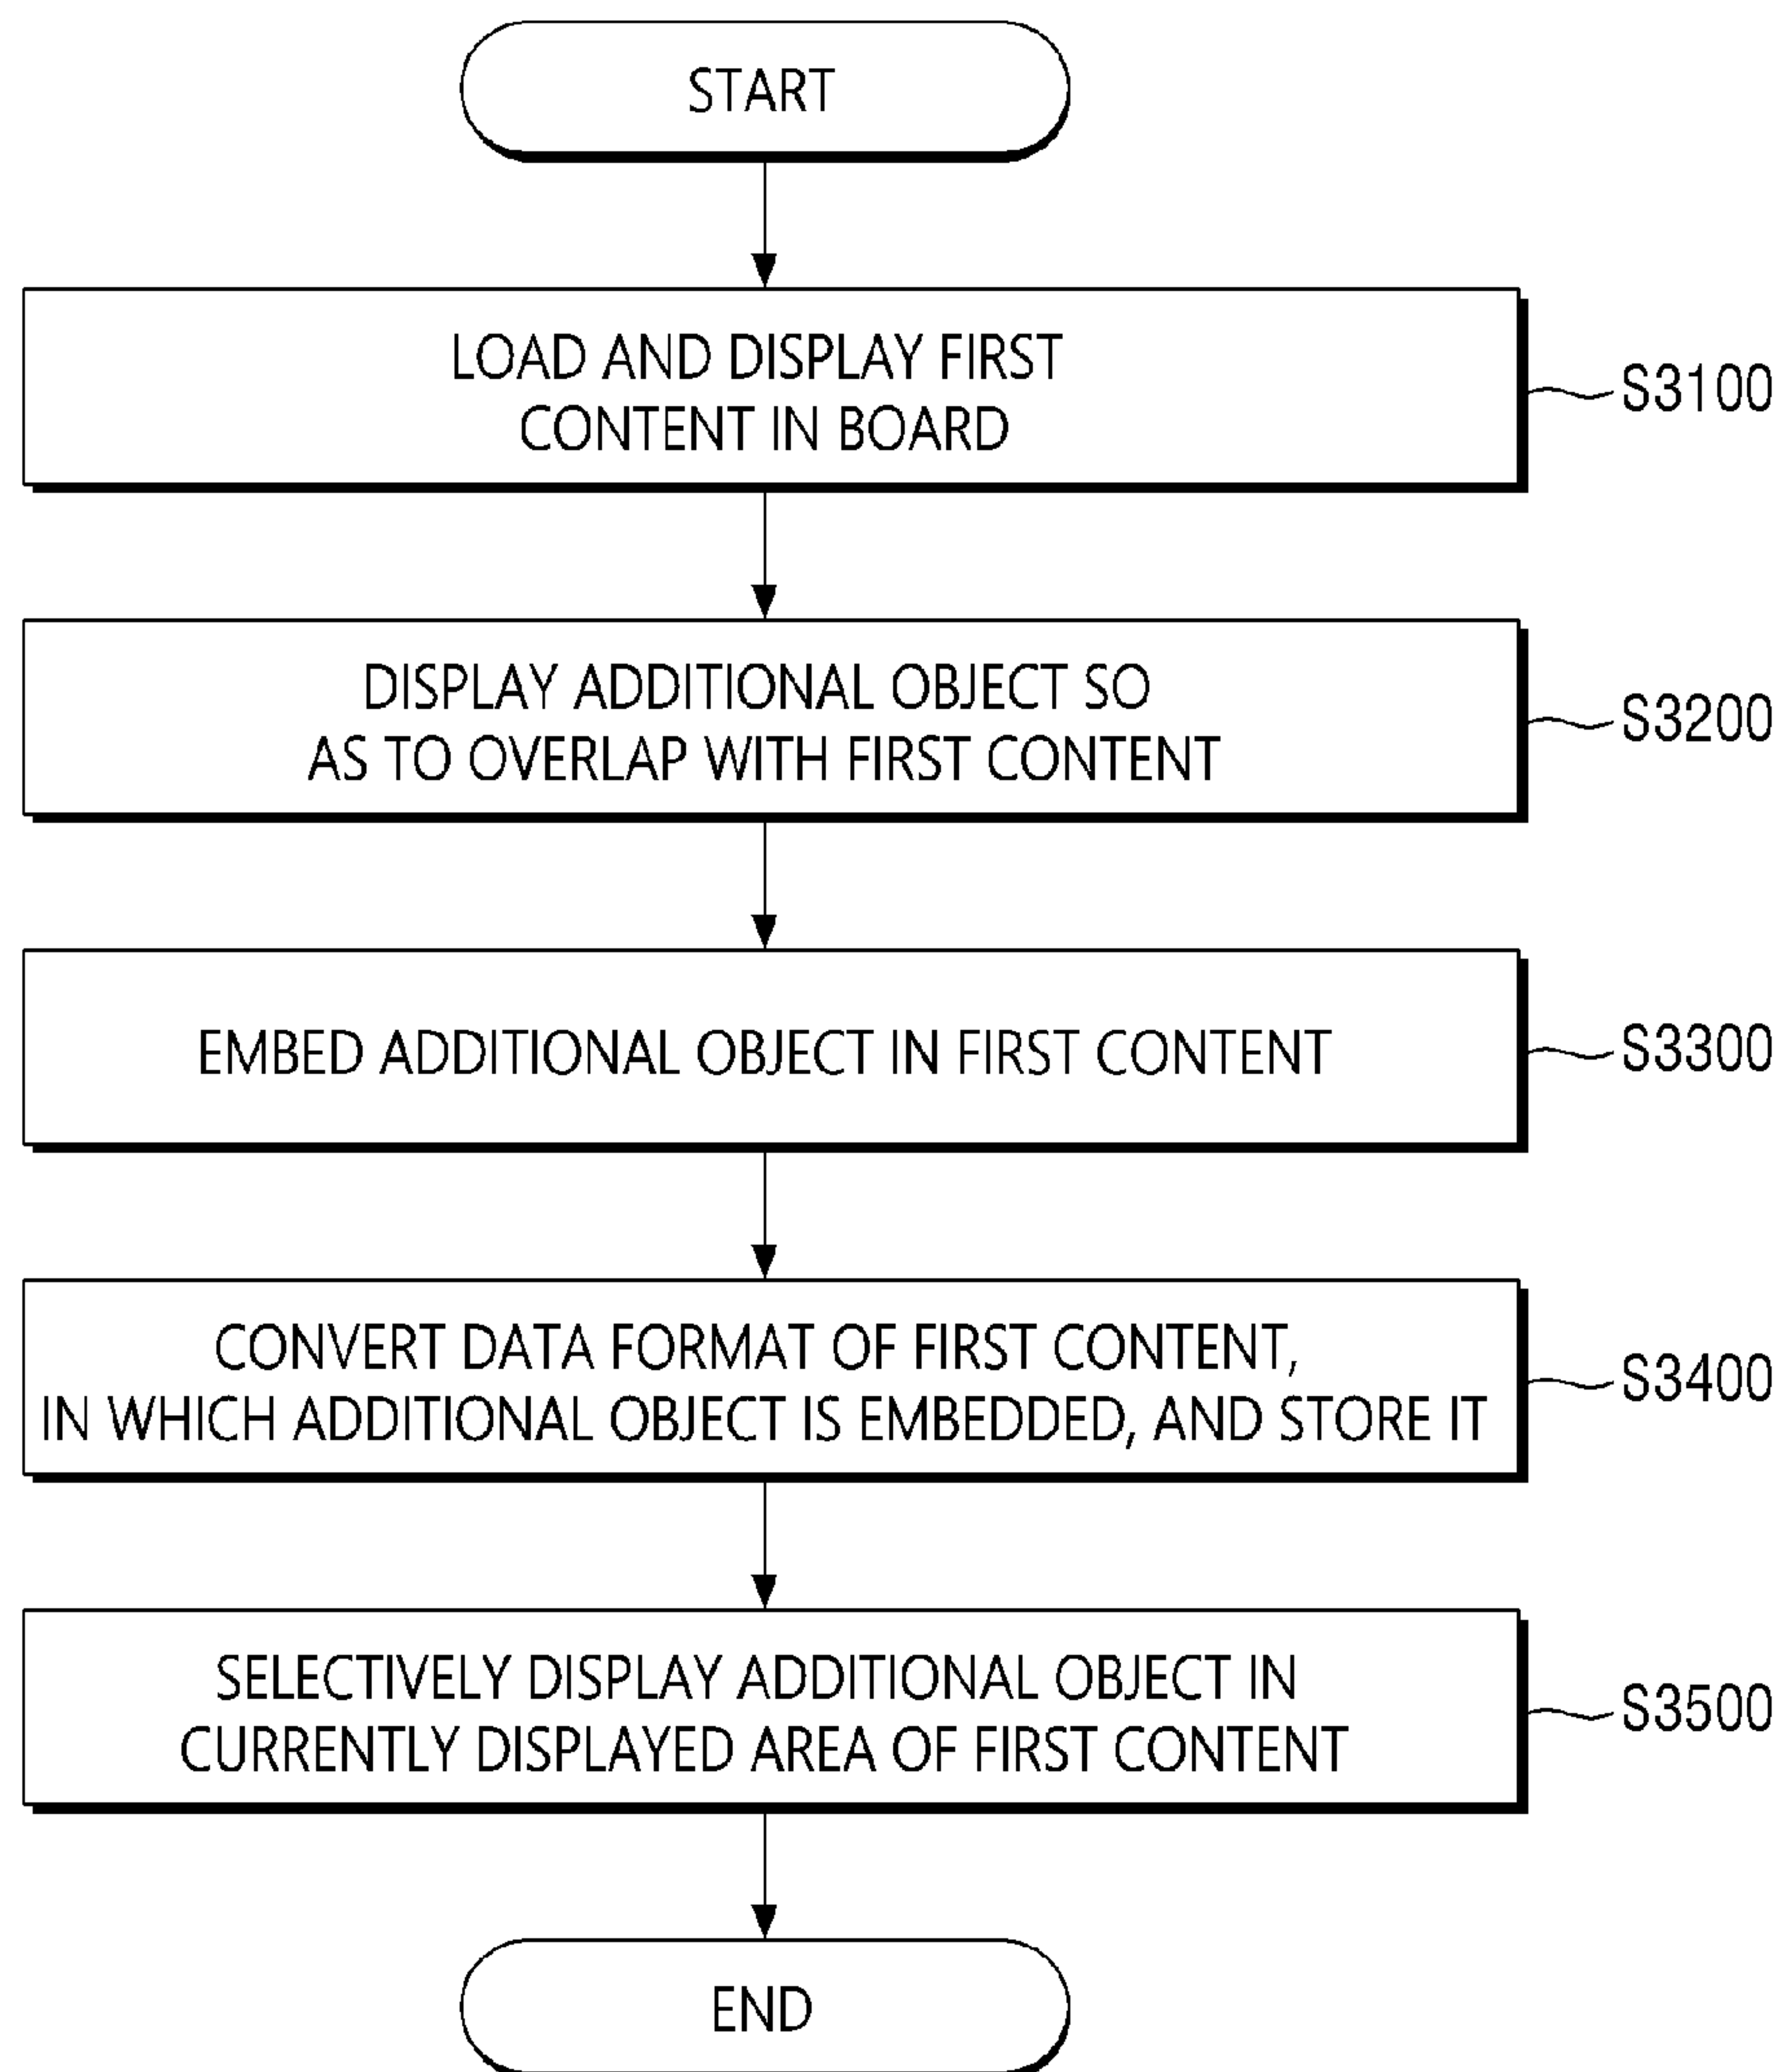 START
LOAD AND DISPLAY FIRST
CONTENT IN BOARD
S3100
DISPLAY ADDITIONAL OBJECT SO
AS TO OVERLAP WITH FIRST CONTENT
S3200
EMBED ADDITIONAL OBJECT IN FIRST CONTENT
S3300
CONVERT DATA FORMAT OF FIRST CONTENT,
IN WHICH ADDITIONAL OBJECT IS EMBEDDED, AND STORE IT
S3400
SELECTIVELY DISPLAY ADDITIONAL OBJECT IN
CURRENTLY DISPLAYED AREA OF FIRST CONTENT
S3500
END